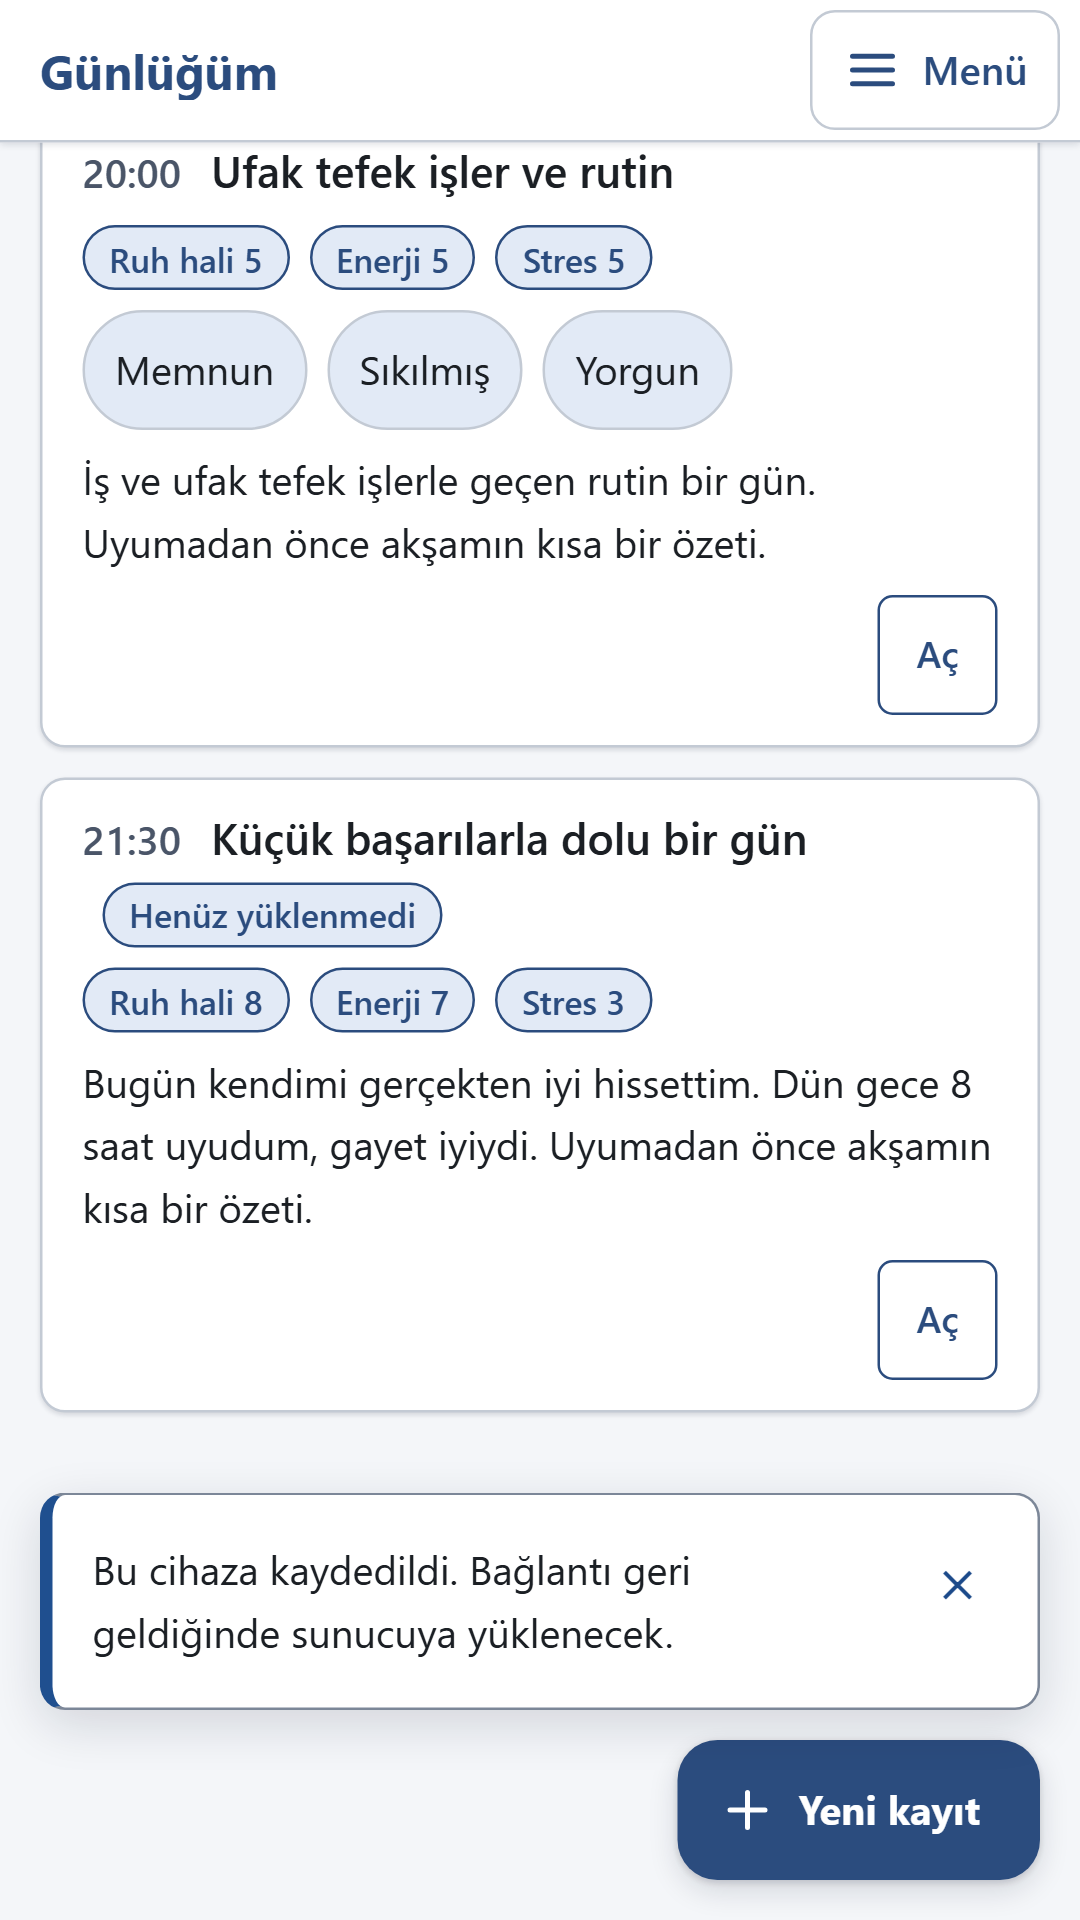 Günlüğüm
Menü
20:00 Ufak tefek işler ve rutin
Ruh hali 5 Enerji 5 Stres 5
Memnun Sıkılmış Yorgun
İş ve ufak tefek işlerle geçen rutin bir gün.
Uyumadan önce akşamın kısa bir özeti.
Aç
21:30 Küçük başarılarla dolu bir gün
Henüz yüklenmedi
Ruh hali 8 Enerji 7 Stres 3
Bugün kendimi gerçekten iyi hissettim. Dün gece 8
saat uyudum, gayet iyiydi. Uyumadan önce akşamın
kısa bir özeti.
Aç
Bu cihaza kaydedildi. Bağlantı geri
geldiğinde sunucuya yüklenecek.
Yeni kayıt